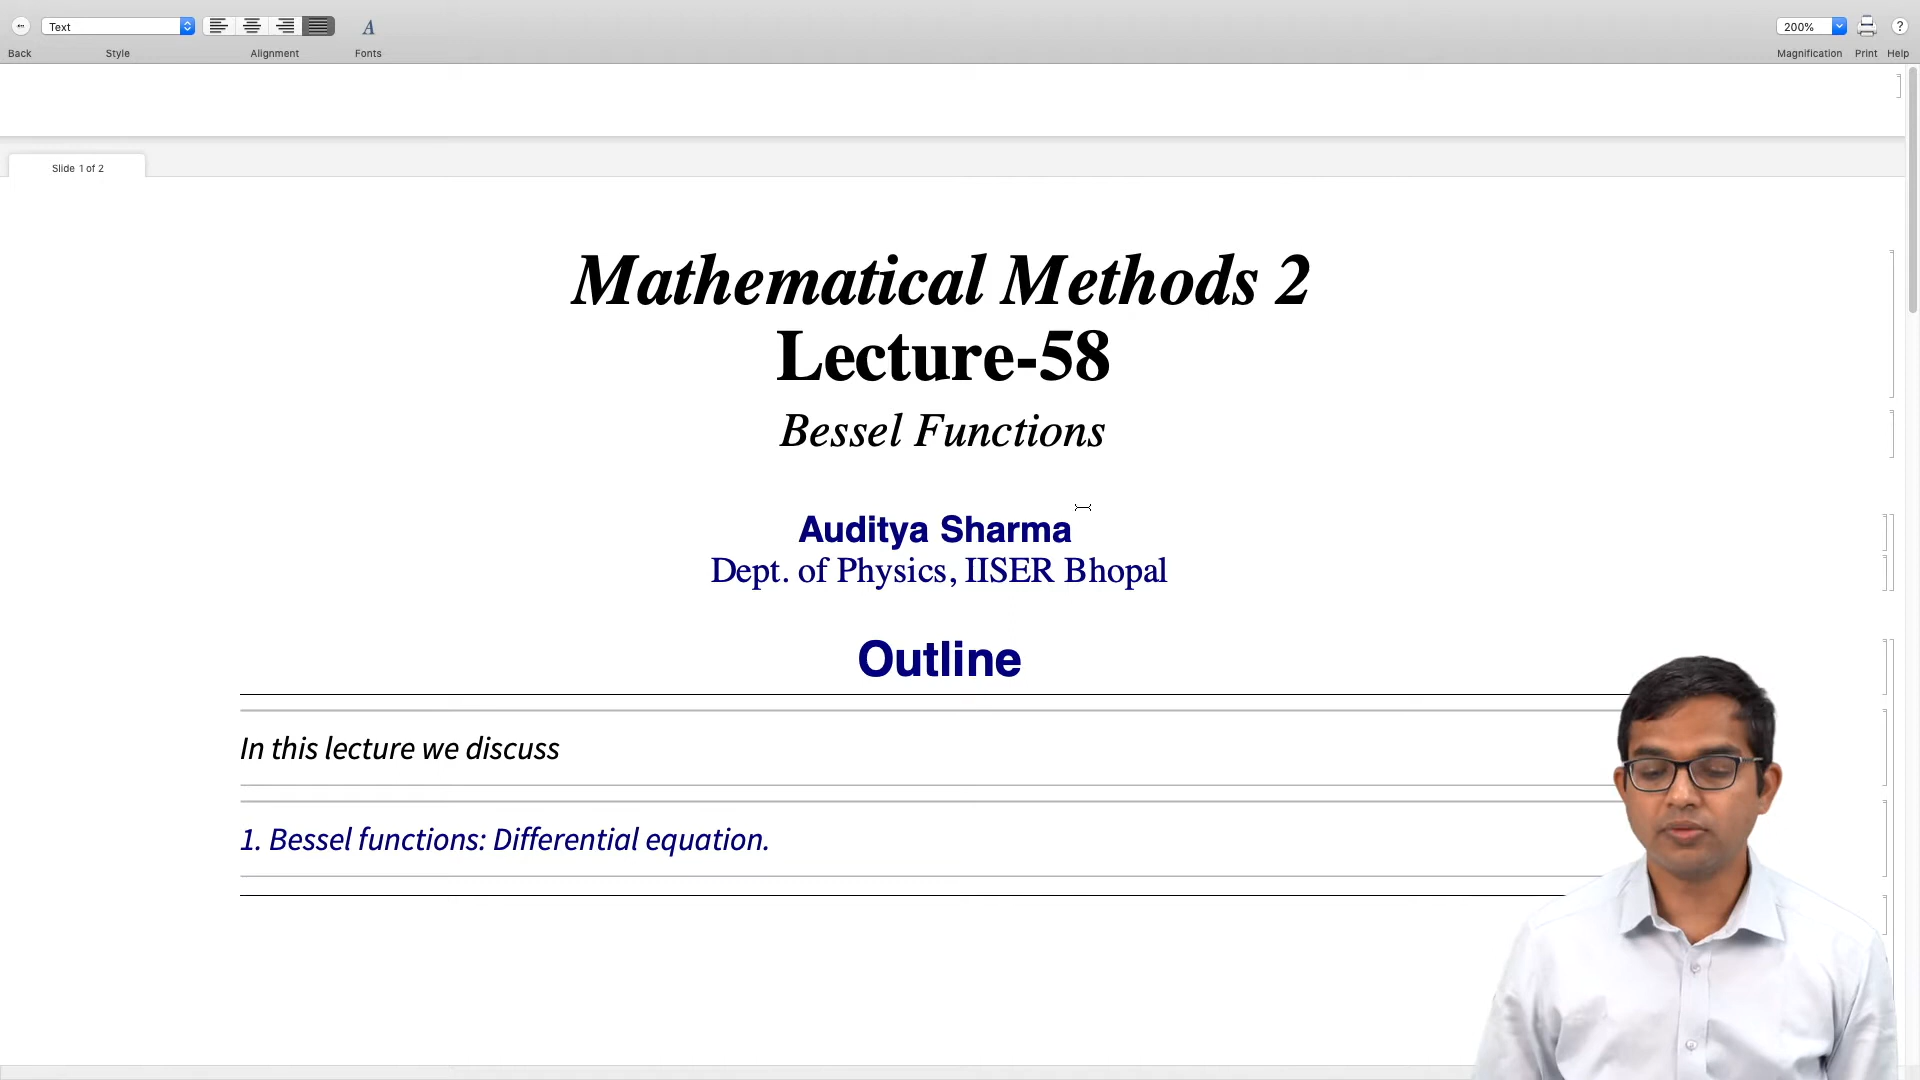 Text
200%
Back
Style
Alignment
Fonts
Magnification
Print
Help
Slide 1 of 2
Mathematical Methods 2
Lecture-58
Bessel Functions
Auditya Sharma
Dept. of Physics, IISER Bhopal
Outline
In this lecture we discuss
1. Bessel functions: Differential equation.